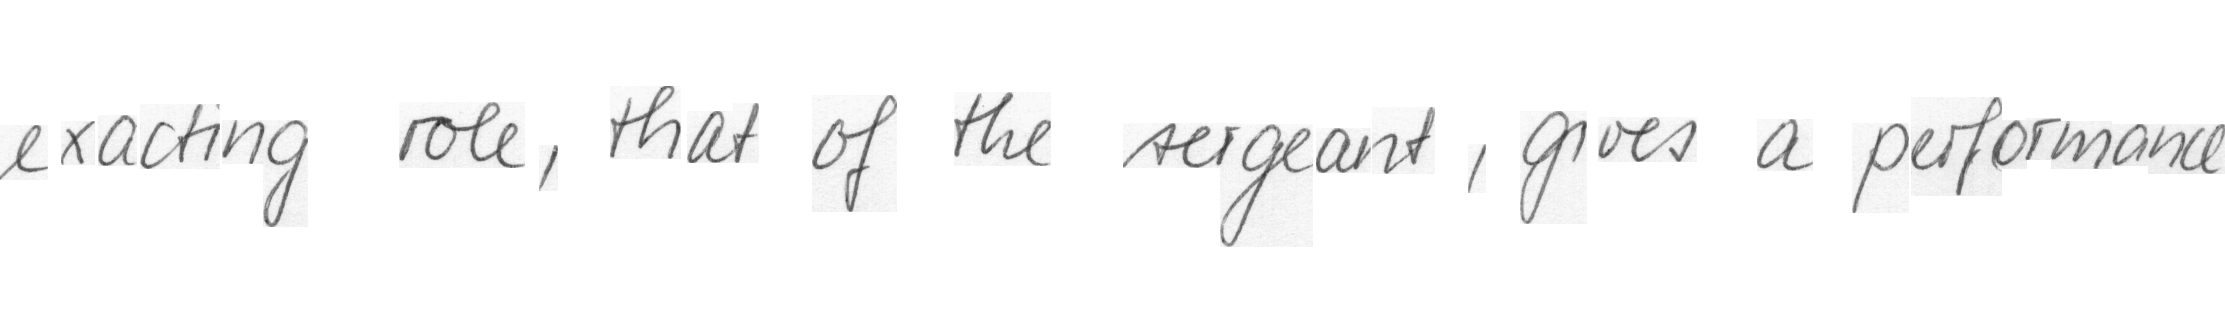 exacting role, that of the sergeant, gives a performance